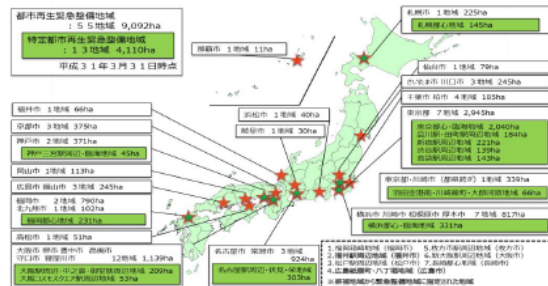 都市再生緊急整備地域
：５５地域 9,092ha
特定都市再生緊急整備地域
：１３地域 4,110ha
平成３１年３月３１日時点
札幌市 １地域 225ha
札幌都心地域 145ha
那覇市 １地域 11ha
仙台市 １地域 79ha
さいたま市 川口市 ３地域 245ha
千葉市 柏市 ４地域 185ha
東京都 ７地域 2,945ha
東京都心・臨海地域 2,040ha
品川駅・田町駅周辺地域 184ha
新宿駅周辺地域 221ha
渋谷駅周辺地域 139ha
池袋駅周辺地域 143ha
浜松市 １地域 40ha
岐阜市 １地域 30ha
福井市 １地域 66ha
京都市 ３地域 375ha
神戸市 ２地域 371ha
神戸三宮駅周辺・臨海地域 45ha
岡山市 １地域 113ha
広島市 福山市 ３地域 245ha
福岡市 ２地域 790ha
北九州市 １地域 102ha
福岡都心地域 231ha
高松市 １地域 51ha
大阪市 堺市 豊中市 高槻市
守口市 寝屋川市 12地域 1,139ha
大阪駅周辺・中之島・御堂筋周辺地域 209ha
大阪コスモスクエア駅周辺地域 53ha
名古屋市 常滑市 ３地域
924ha
名古屋駅周辺・伏見・栄地域
303ha
東京都・川崎市（都県跨ぎ） １地域 339ha
羽田空港南・川崎殿町・大師河原地域 66ha
横浜市 川崎市 相模原市 厚木市 ７地域 817ha
横浜都心・臨海地域 331ha